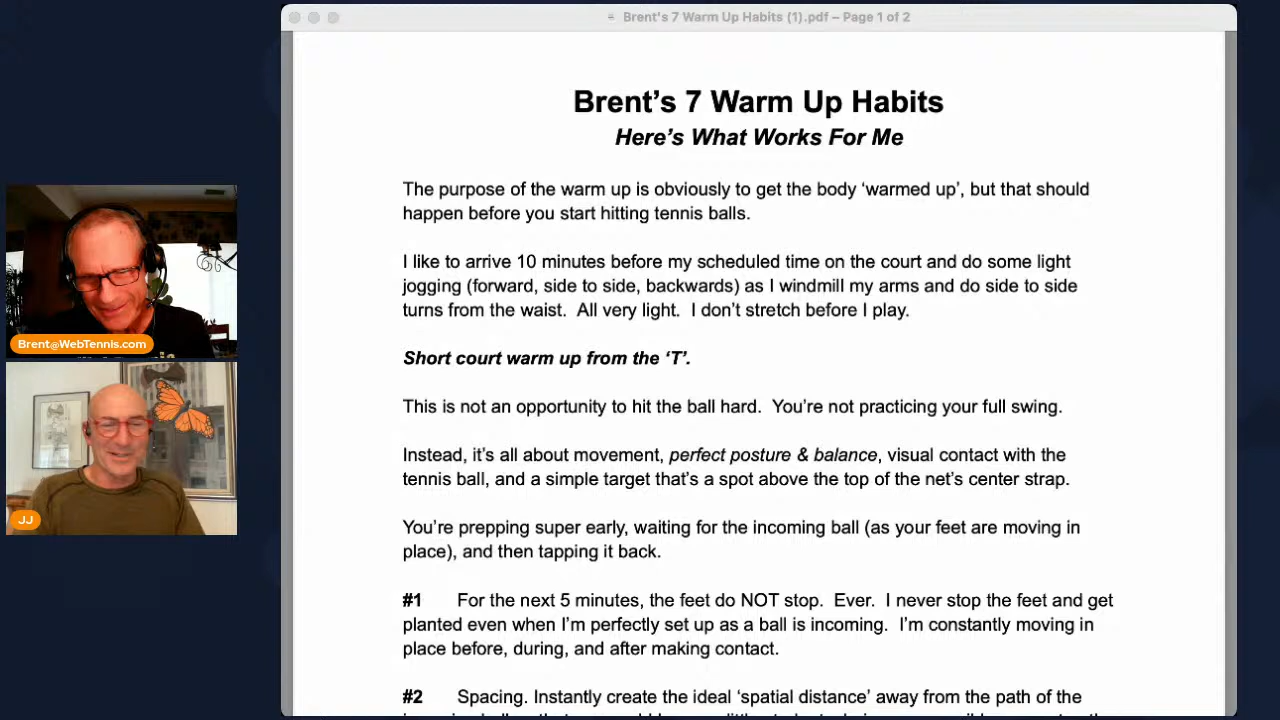 Brent's 7 Warm Up Habits (1).pdf – Page 1 of 2
Brent’s 7 Warm Up Habits
Here’s What Works For Me
The purpose of the warm up is obviously to get the body ‘warmed up’, but that should
happen before you start hitting tennis balls.
I like to arrive 10 minutes before my scheduled time on the court and do some light
jogging (forward, side to side, backwards) as I windmill my arms and do side to side
turns from the waist.  All very light.  I don’t stretch before I play.
Short court warm up from the ‘T’.
This is not an opportunity to hit the ball hard.  You’re not practicing your full swing.
Instead, it’s all about movement, perfect posture & balance, visual contact with the
tennis ball, and a simple target that’s a spot above the top of the net’s center strap.
You’re prepping super early, waiting for the incoming ball (as your feet are moving in
place), and then tapping it back.
#1 For the next 5 minutes, the feet do NOT stop.  Ever.  I never stop the feet and get
planted even when I’m perfectly set up as a ball is incoming.  I’m constantly moving in
place before, during, and after making contact.
#2 Spacing. Instantly create the ideal ‘spatial distance’ away from the path of the
Brent@WebTennis.com
JJ